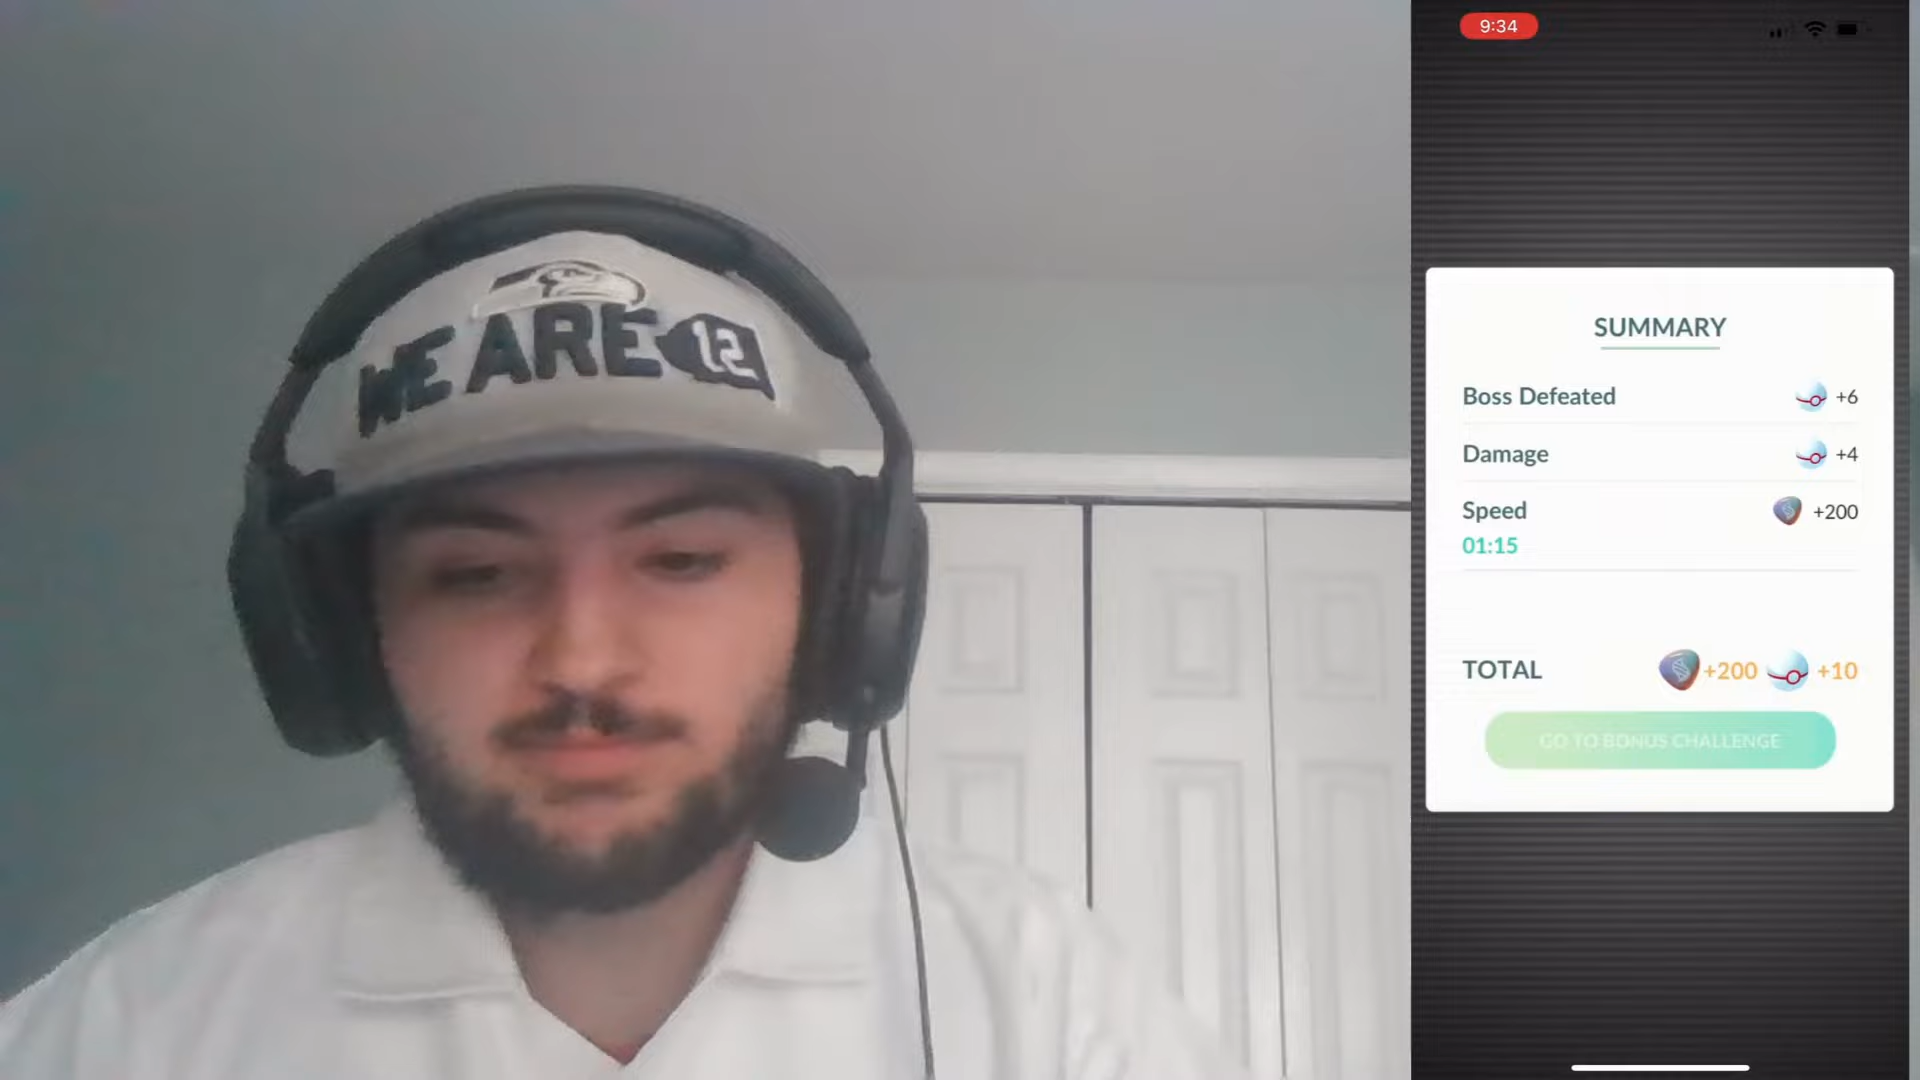 WE ARE 12
9:34
SUMMARY
Boss Defeated +6
Damage +4
Speed +200
01:15
TOTAL +200 +10
GO TO BONUS CHALLENGE